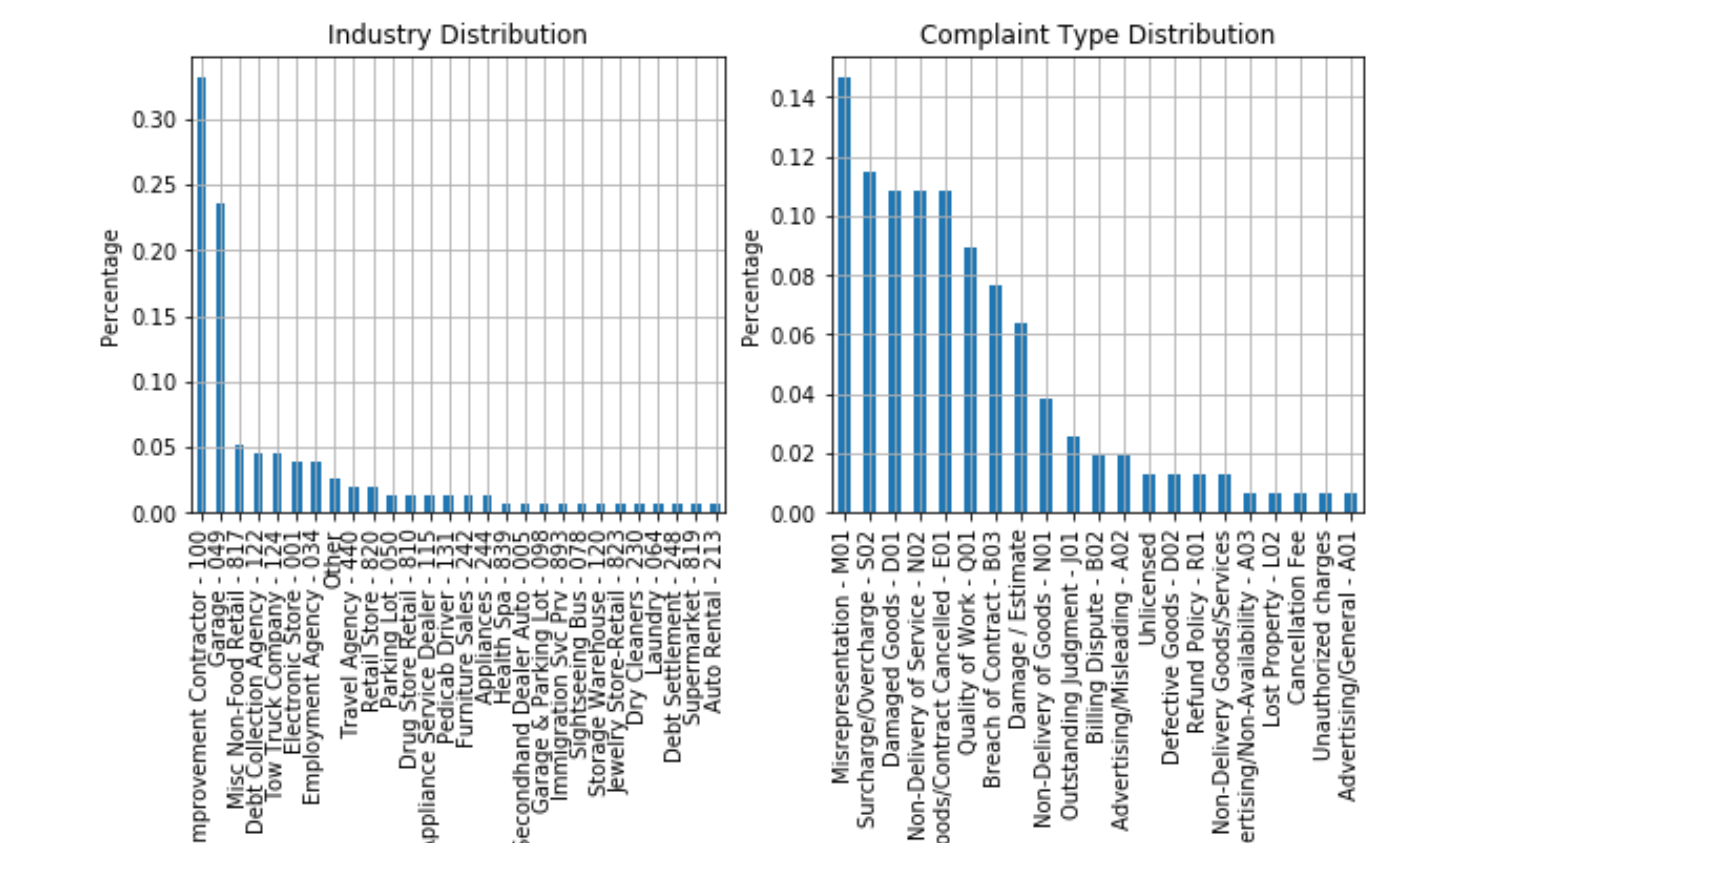 Industry Distribution
Percentage
0.30
0.25
0.20
0.15
0.10
0.05
0.00
mprovement Contractor - 100
Garage - 049
Misc Non-Food Retail - 817
Debt Collection Agency - 122
Tow Truck Company - 124
Electronic Store - 001
Employment Agency - 034
Other
Travel Agency - 440
Retail Store - 820
Parking Lot - 050
Drug Store Retail - 810
Appliance Service Dealer - 115
Pedicab Driver - 131
Furniture Sales - 242
Appliances - 244
Health Spa - 839
Secondhand Dealer Auto - 005
Garage & Parking Lot - 098
Immigration Svc Prv - 893
Sightseeing Bus - 078
Storage Warehouse - 120
Jewelry Store-Retail - 823
Dry Cleaners - 230
Laundry - 064
Debt Settlement - 248
Supermarket - 819
Auto Rental - 213
Complaint Type Distribution
Percentage
0.14
0.12
0.10
0.08
0.06
0.04
0.02
0.00
Misrepresentation - M01
Surcharge/Overcharge - S02
Damaged Goods - D01
Non-Delivery of Service - N02
oods/Contract Cancelled - E01
Quality of Work - Q01
Breach of Contract - B03
Damage / Estimate
Non-Delivery of Goods - N01
Outstanding Judgment - J01
Billing Dispute - B02
Advertising/Misleading - A02
Unlicensed
Defective Goods - D02
Refund Policy - R01
Non-Delivery Goods/Services
ertising/Non-Availability - A03
Lost Property - L02
Cancellation Fee
Unauthorized charges
Advertising/General - A01